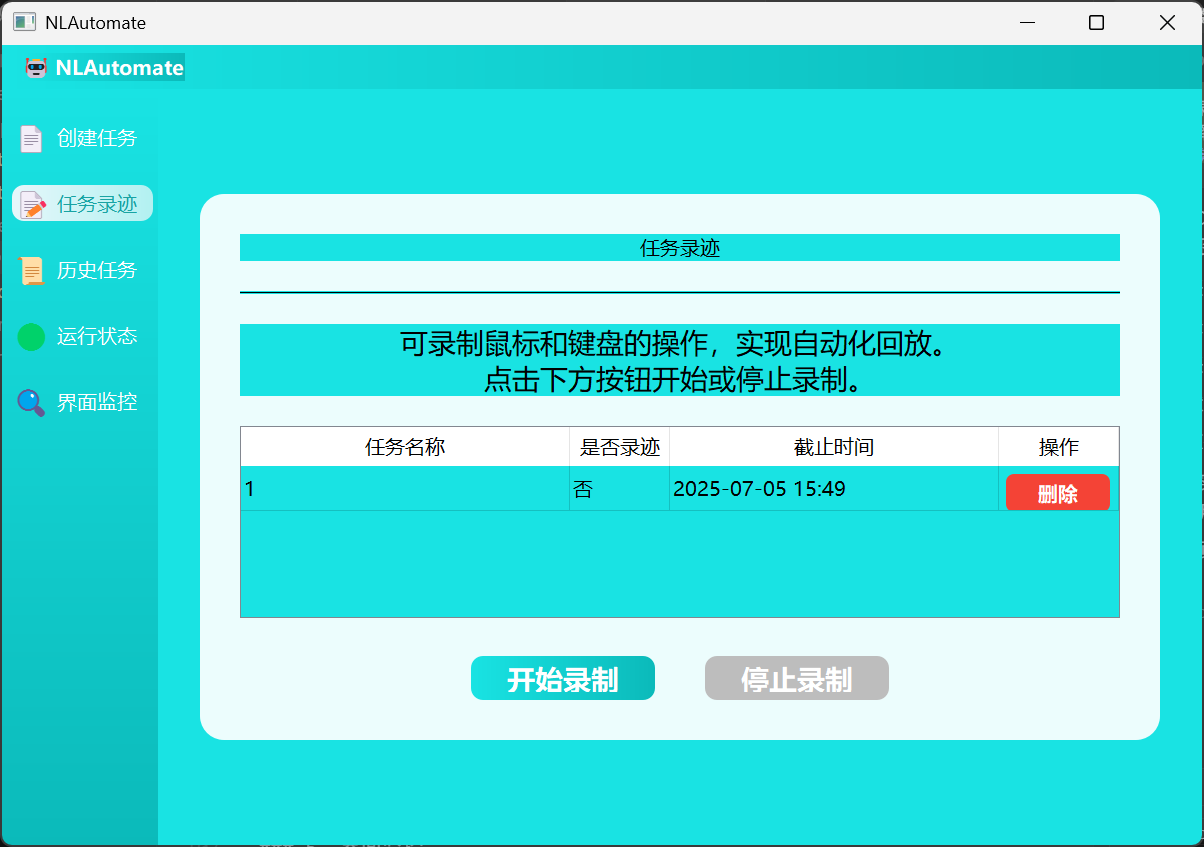 NLAutomate
NLAutomate
创建任务
任务录迹
历史任务
运行状态
界面监控
任务录迹
可录制鼠标和键盘的操作，实现自动化回放。
点击下方按钮开始或停止录制。
任务名称 是否录迹 截止时间 操作
1 否 2025-07-05 15:49 删除
开始录制 停止录制